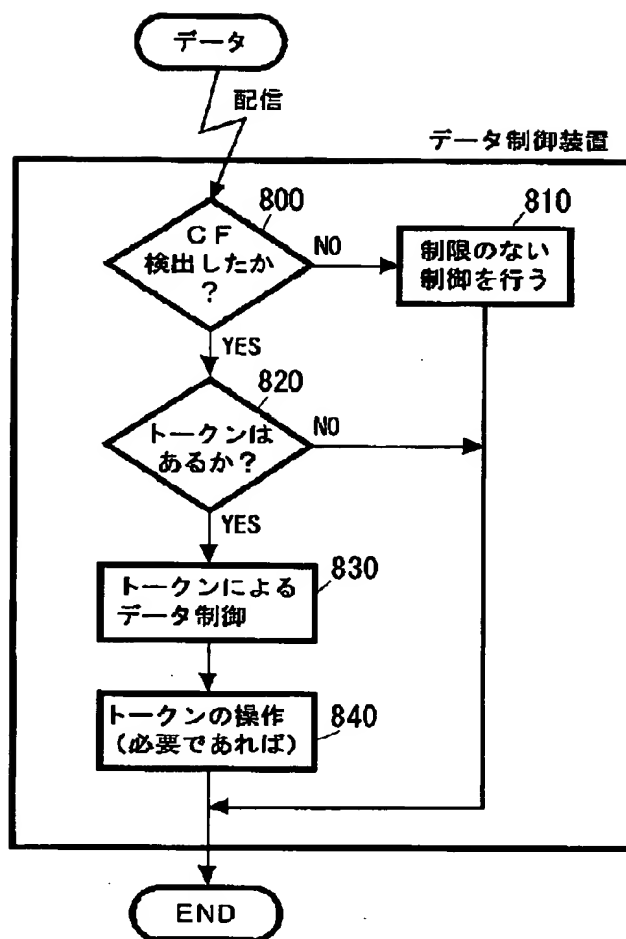 データ
配信
データ制御装置
800
CF
検出したか
?
NO
810
制限のない
制御を行う
YES
820
トークンは
あるか?
NO
YES
830
トークンによる
データ制御
840
トークンの操作
(必要であれば)
END